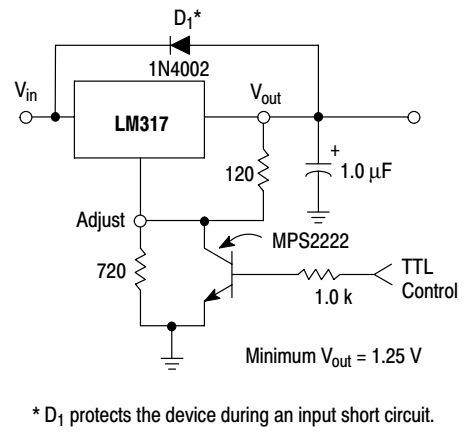 D1*
1N4002
Vin
LM317
Vout
120
+
1.0 µF
Adjust
MPS2222
720
TTL
Control
1.0 k
Minimum Vout = 1.25 V
* D1 protects the device during an input short circuit.